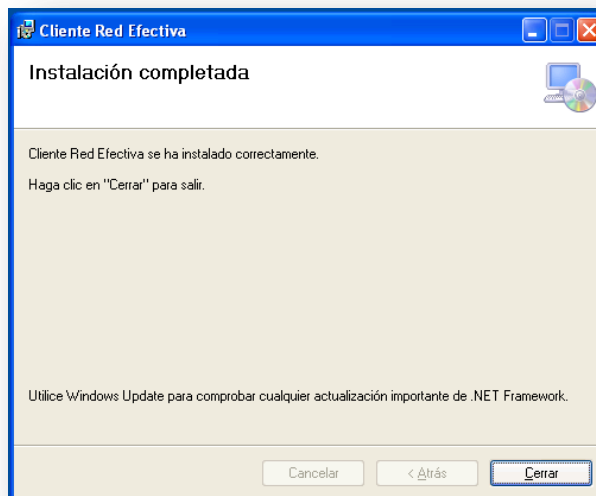 Cliente Red Efectiva
Instalación completada
Cliente Red Efectiva se ha instalado correctamente.
Haga clic en "Cerrar" para salir.
Utilice Windows Update para comprobar cualquier actualización importante de .NET Framework.
Cancelar
< Atrás
Cerrar